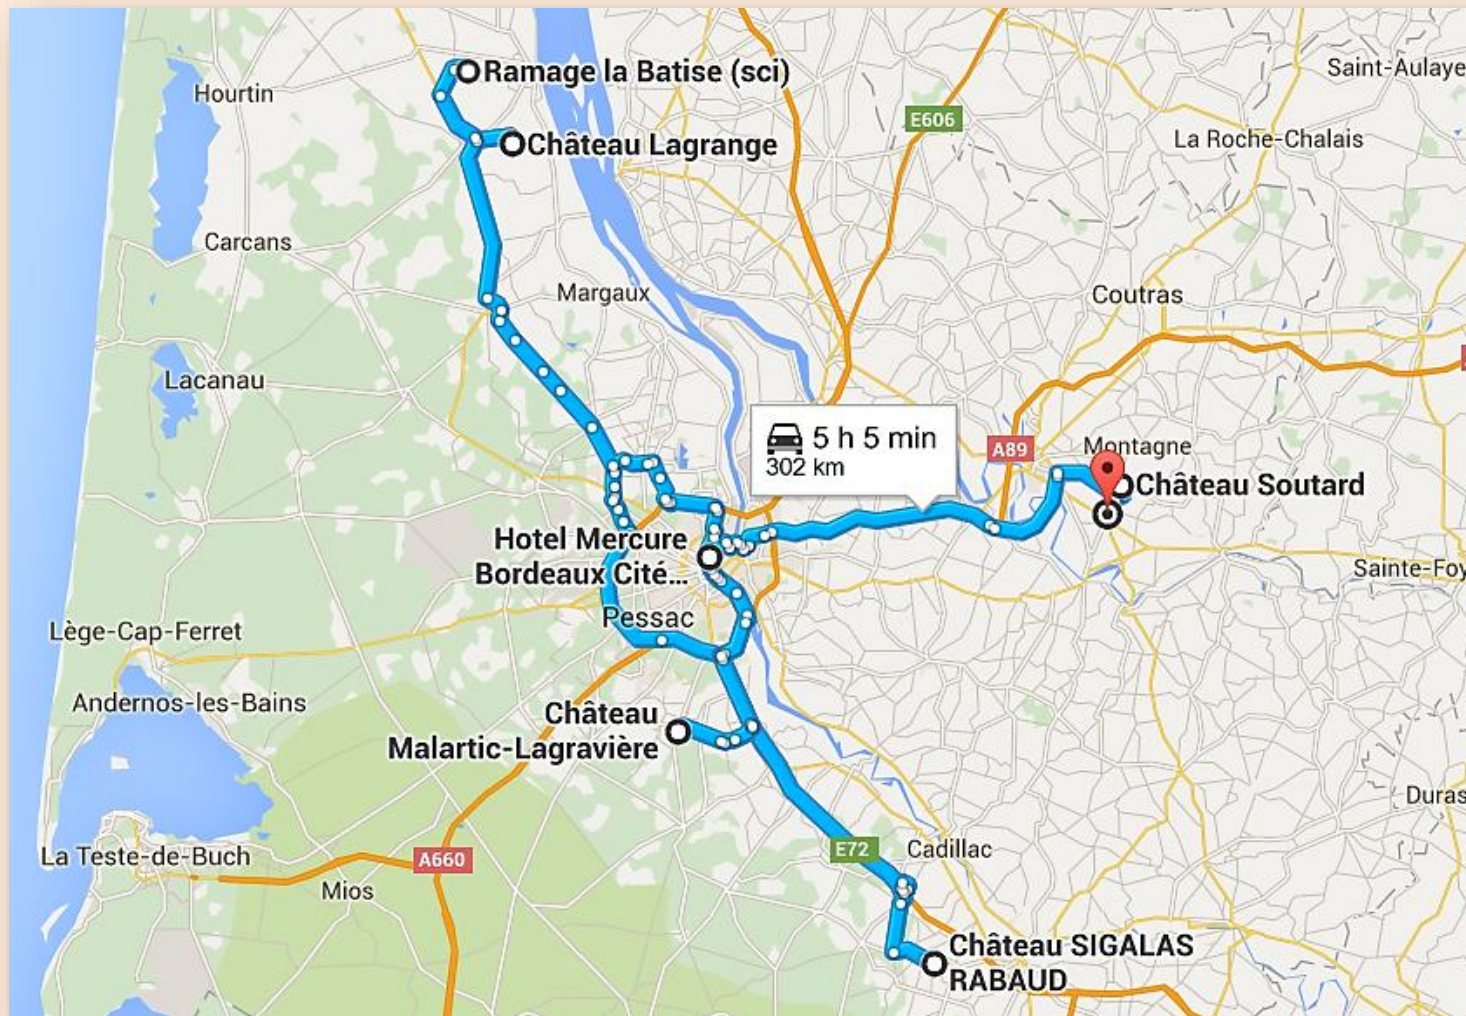 Ramage la Batise (sci)
Saint-Aulaye
Hourtin
E606
La Roche-Chalais
Château Lagrange
Carcans
Margaux
Coutras
Lacanau
5 h 5 min
302 km
A89
Montagne
Château Soutard
Hotel Mercure
Bordeaux Cité...
Sainte-Foy
Pessac
Lège-Cap-Ferret
Andernos-les-Bains
Château
Malartic-Lagravière
Duras
La Teste-de-Buch
A660
E72
Cadillac
Mios
Château SIGALAS
RABAUD